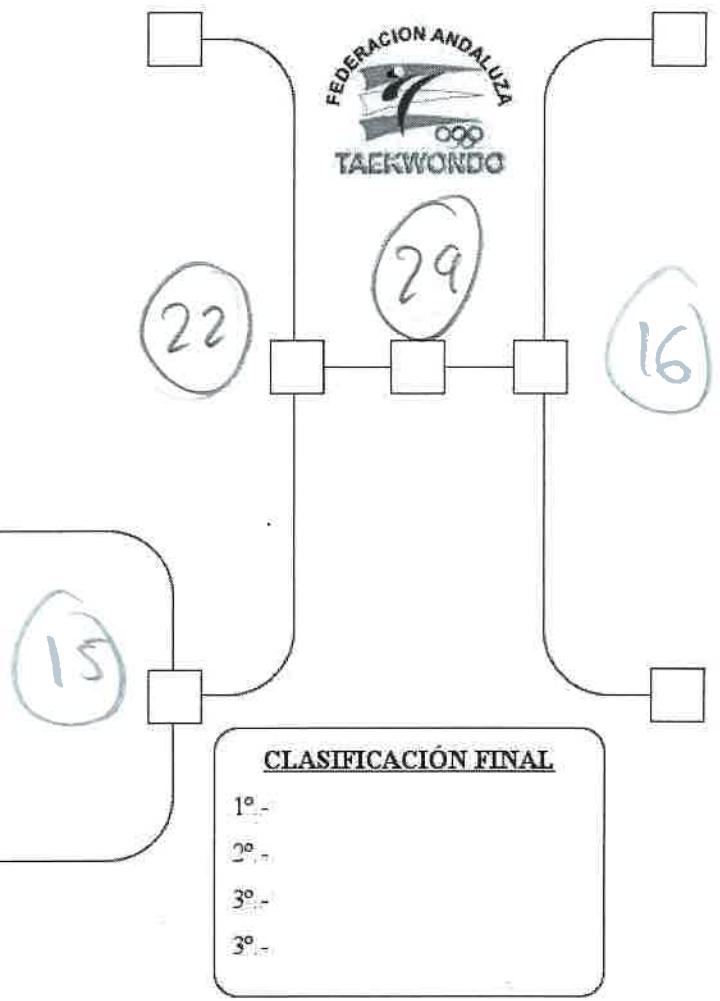 FEDERACION ANDALUZA
TAEKWONDO
29
22
16
15
CLASIFICACIÓN FINAL
1º.-
2º.-
3º.-
3º.-